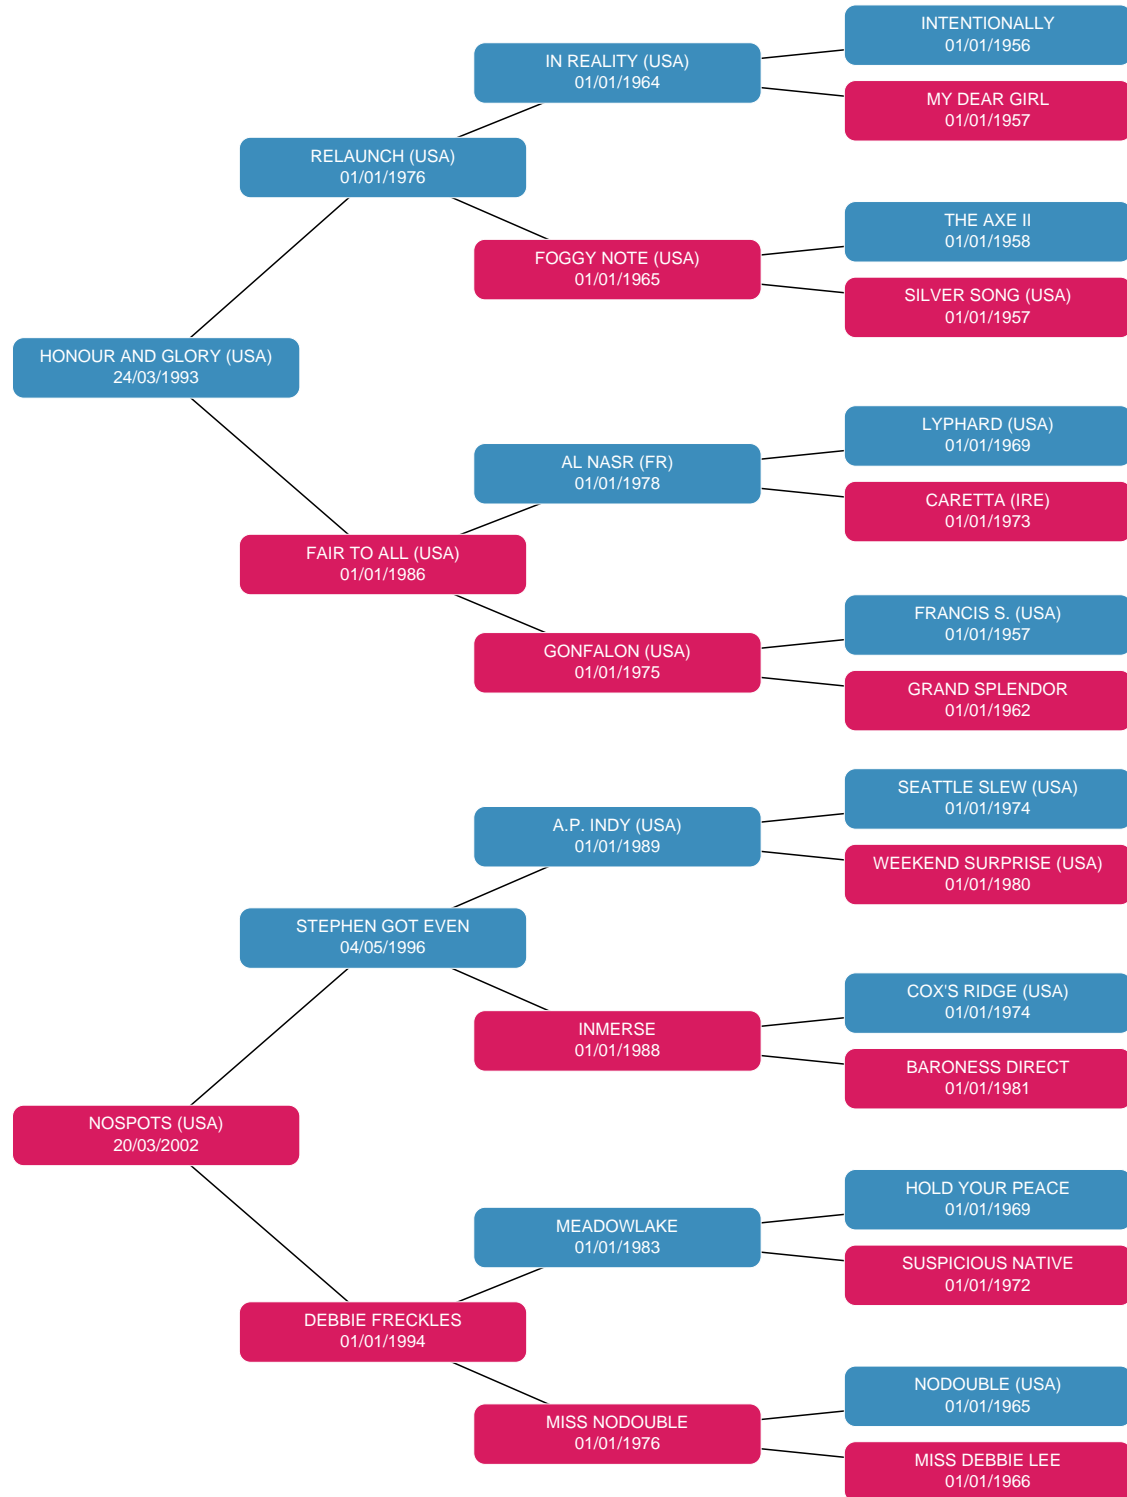 INTENTIONALLY
01/01/1956
IN REALITY (USA)
01/01/1964
MY DEAR GIRL
01/01/1957
RELAUNCH (USA)
01/01/1976
THE AXE II
01/01/1958
FOGGY NOTE (USA)
01/01/1965
SILVER SONG (USA)
01/01/1957
HONOUR AND GLORY (USA)
24/03/1993
LYPHARD (USA)
01/01/1969
AL NASR (FR)
01/01/1978
CARETTA (IRE)
01/01/1973
FAIR TO ALL (USA)
01/01/1986
FRANCIS S. (USA)
01/01/1957
GONFALON (USA)
01/01/1975
GRAND SPLENDOR
01/01/1962
SEATTLE SLEW (USA)
01/01/1974
A.P. INDY (USA)
01/01/1989
WEEKEND SURPRISE (USA)
01/01/1980
STEPHEN GOT EVEN
04/05/1996
COX'S RIDGE (USA)
01/01/1974
INMERSE
01/01/1988
BARONESS DIRECT
01/01/1981
NOSPOTS (USA)
20/03/2002
HOLD YOUR PEACE
01/01/1969
MEADOWLAKE
01/01/1983
SUSPICIOUS NATIVE
01/01/1972
DEBBIE FRECKLES
01/01/1994
NODOUBLE (USA)
01/01/1965
MISS NODOUBLE
01/01/1976
MISS DEBBIE LEE
01/01/1966